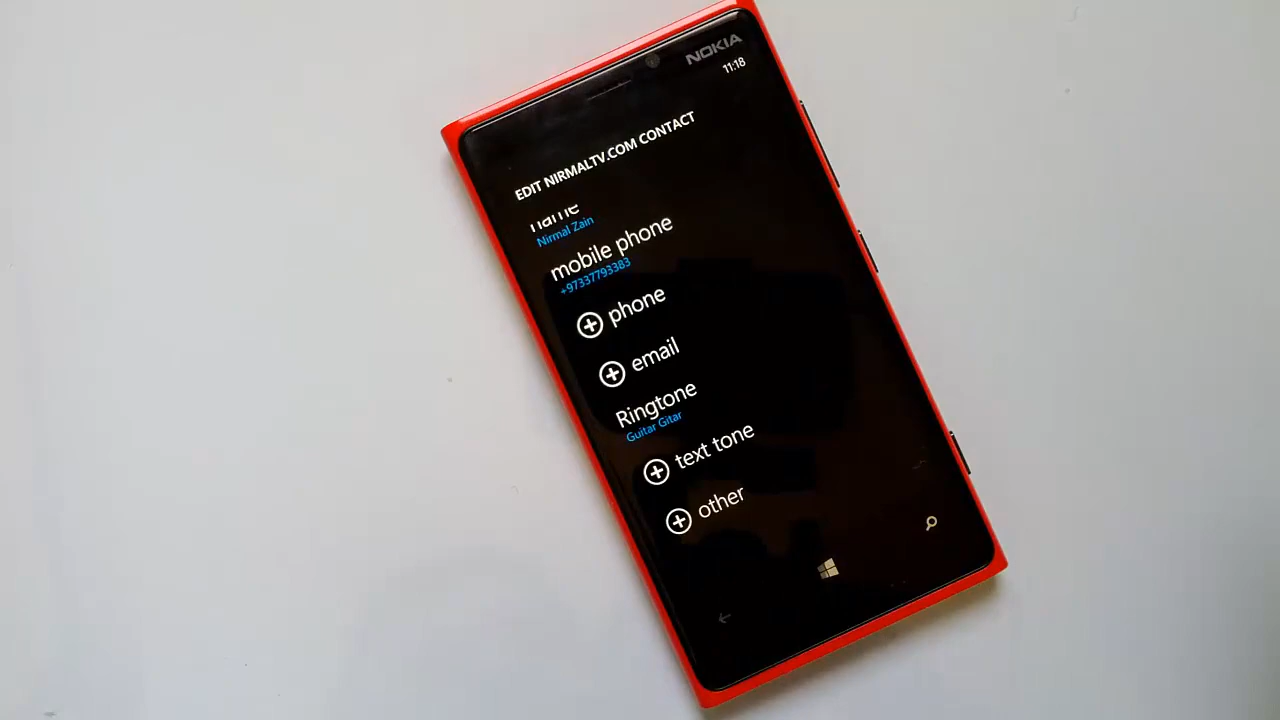 NOKIA
11:18
EDIT NIRMALTV.COM CONTACT
name
Nirmal Zain
mobile phone
+97337793383
phone
email
Ringtone
Guitar Gitar
text tone
other